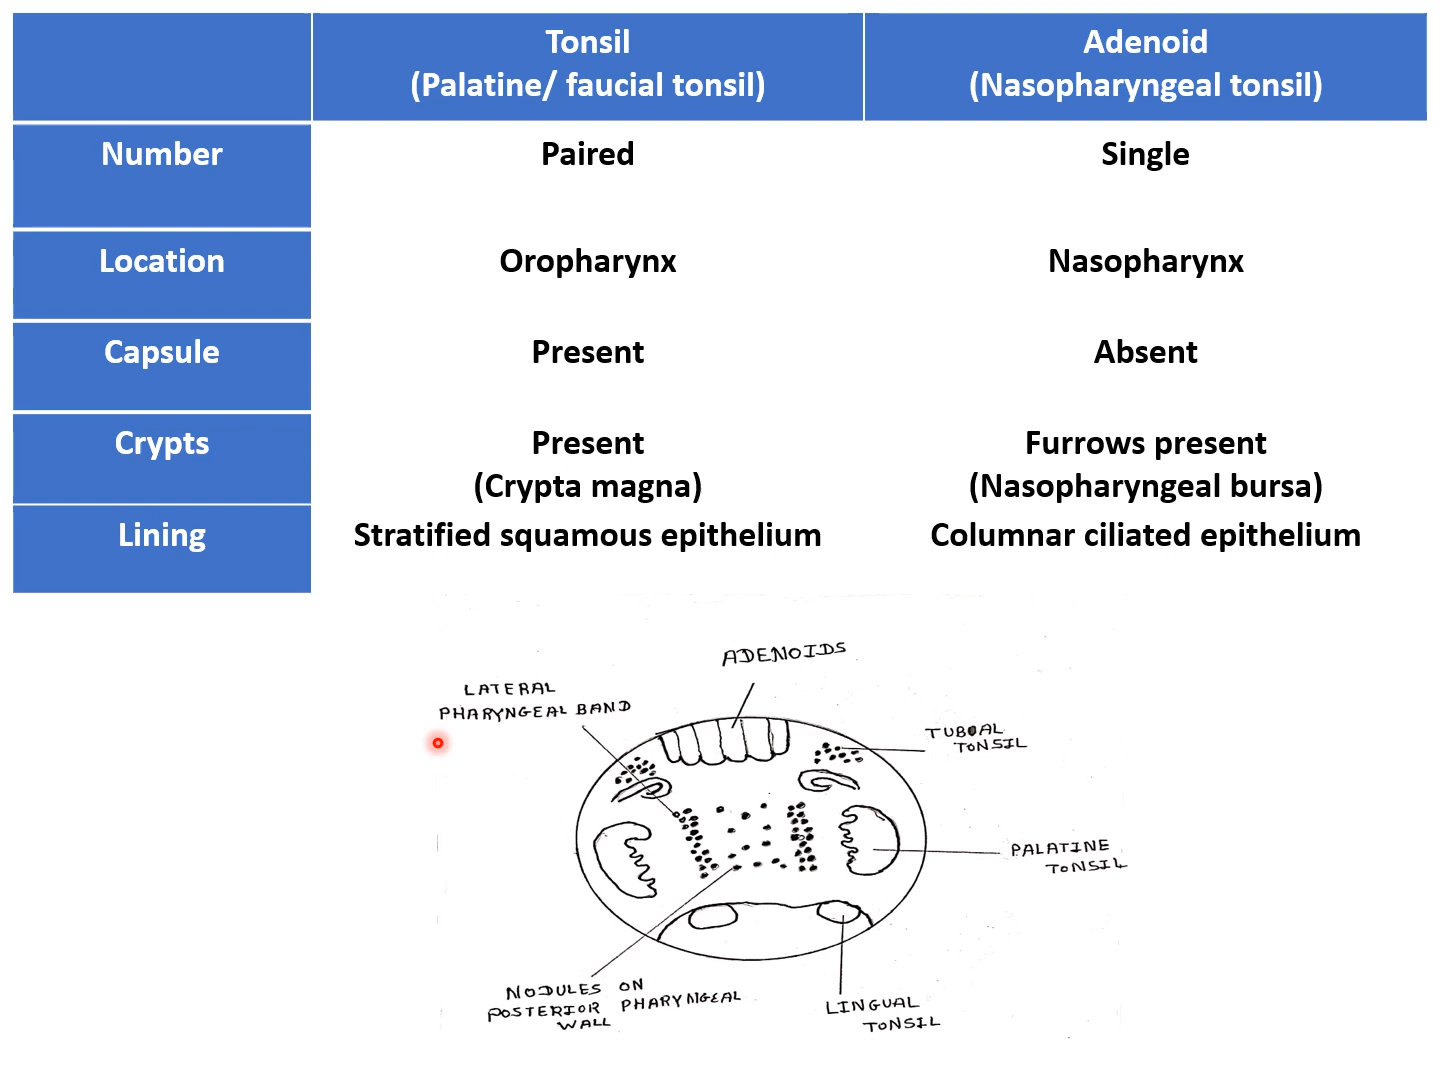 Tonsil
(Palatine/ faucial tonsil)
Adenoid
(Nasopharyngeal tonsil)
Number
Paired
Single
Location
Oropharynx
Nasopharynx
Capsule
Present
Absent
Crypts
Present
(Crypta magna)
Furrows present
(Nasopharyngeal bursa)
Lining
Stratified squamous epithelium
Columnar ciliated epithelium
ADENOIDS
LATERAL
PHARYNGEAL BAND
TUBAL
TONSIL
PALATINE
TONSIL
NODULES ON
POSTERIOR PHARYNGEAL
WALL
LINGUAL
TONSIL